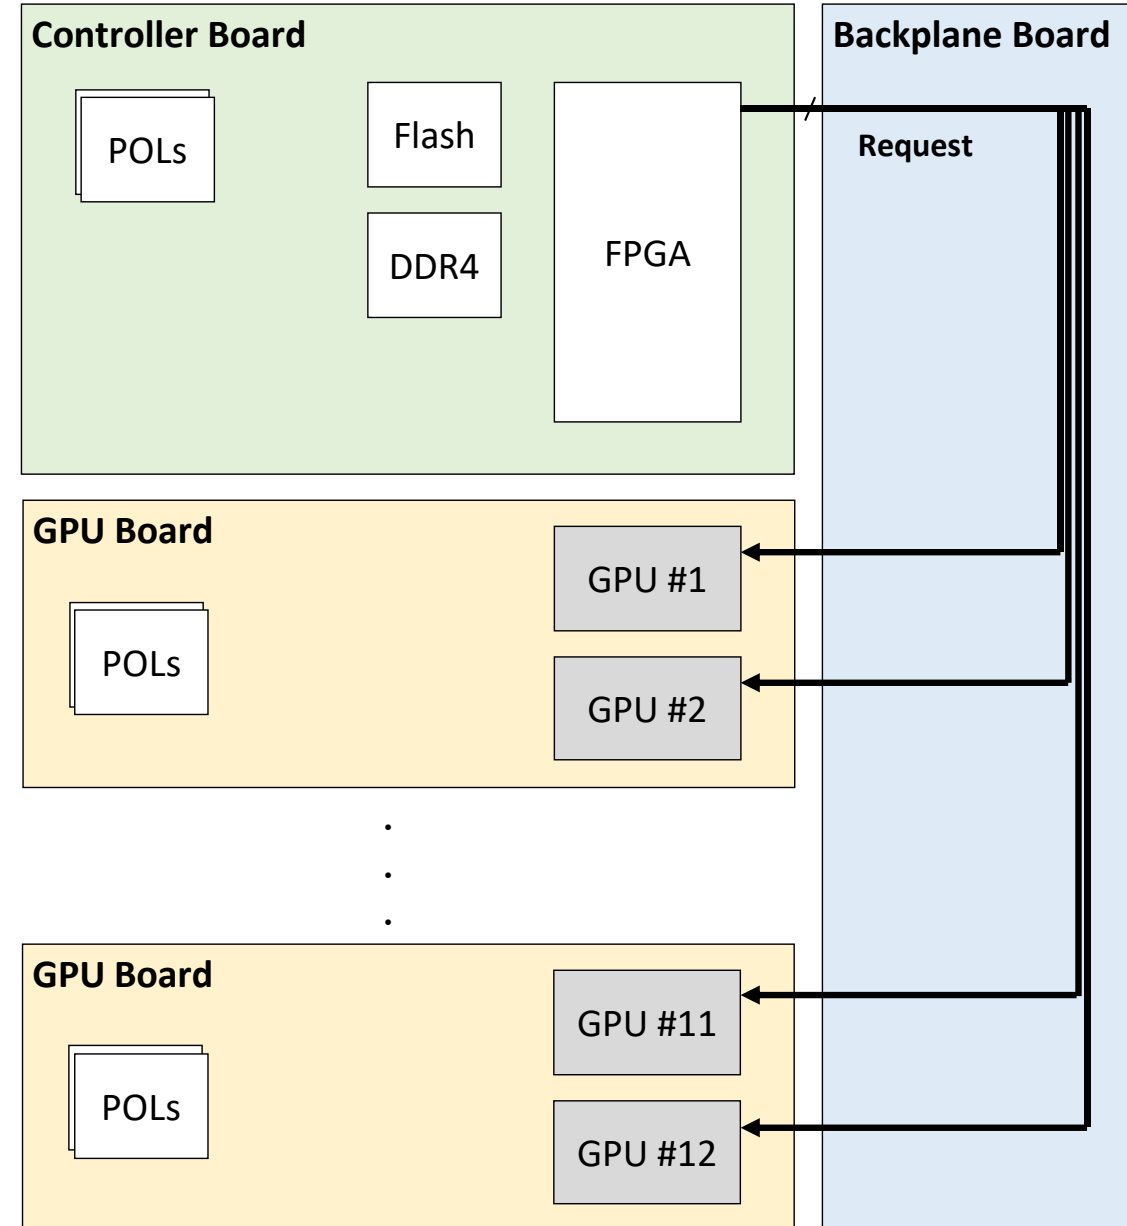 Controller Board
Backplane Board
POLs
Flash
DDR4
FPGA
Request
GPU Board
GPU #1
GPU #2
POLs
.
.
.
GPU Board
GPU #11
GPU #12
POLs